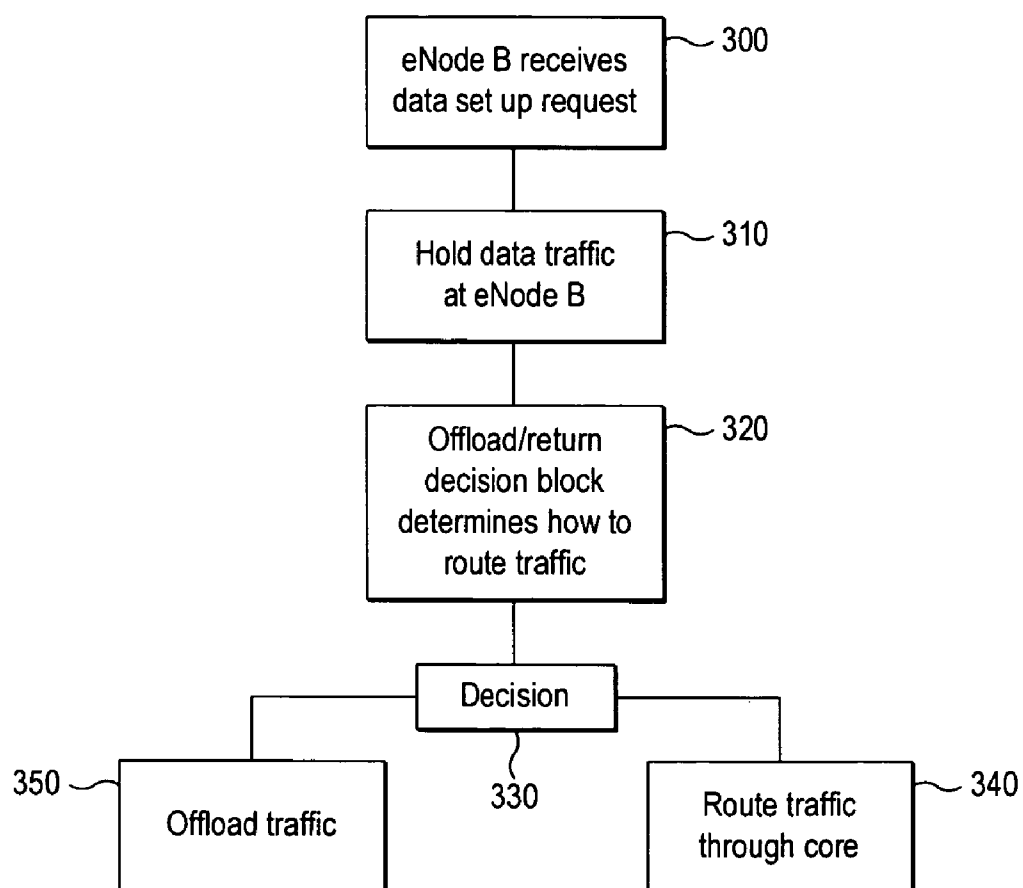 eNode B receives
data set up request
300
Hold data traffic
at eNode B
310
Offload/return
decision block
determines how to
route traffic
320
Decision
330
350
Offload traffic
Route traffic
through core
340